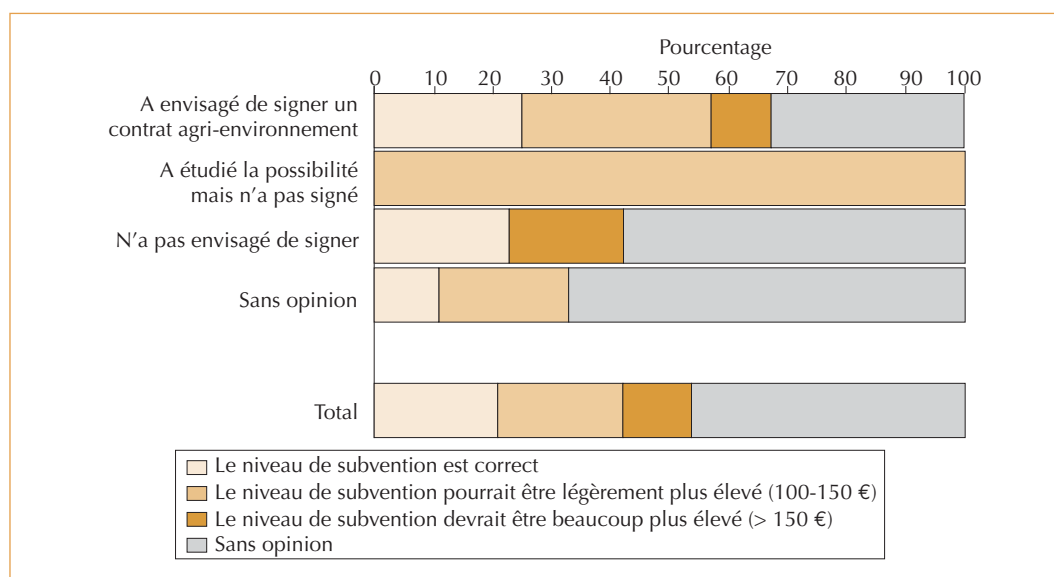 Pourcentage
0 10 20 30 40 50 60 70 80 90 100
A envisagé de signer un
contrat agri-environnement
A étudié la possibilité
mais n'a pas signé
N'a pas envisagé de signer
Sans opinion
Total
Le niveau de subvention est correct
Le niveau de subvention pourrait être légèrement plus élevé (100-150 €)
Le niveau de subvention devrait être beaucoup plus élevé (> 150 €)
Sans opinion